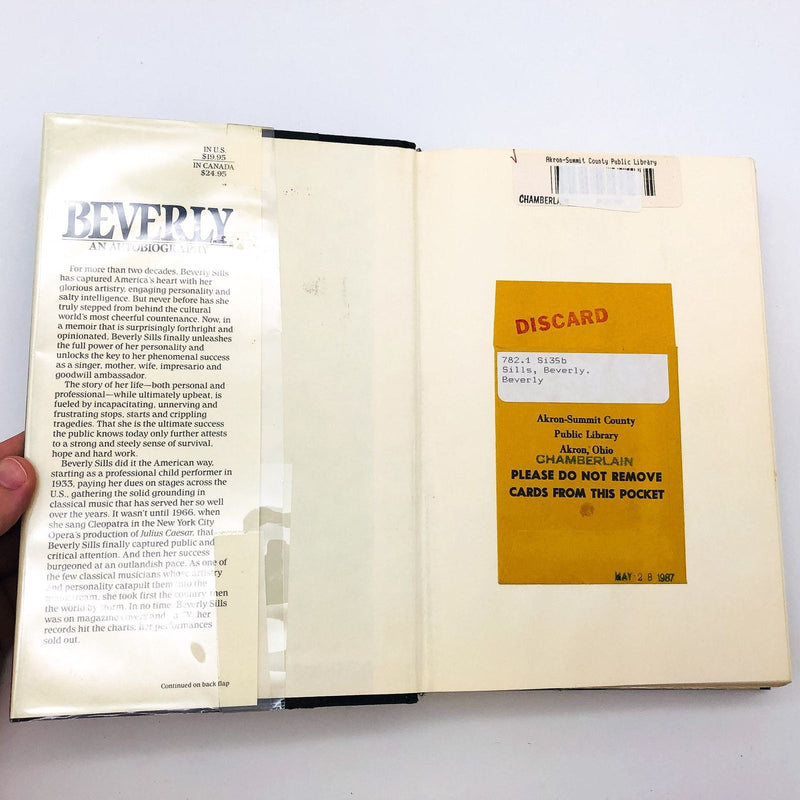 IN U.S.
$19.95
IN CANADA
$24.95
BEVERLY
AN AUTOBIOGRAPHY
For more than two decades, Beverly Sills
has captured America's heart with her
glorious artistry, engaging personality and
salty intelligence. But never before has she
truly stepped from behind the cultural
world's most cheerful countenance. Now, in
a memoir that is surprisingly forthright and
opinionated, Beverly Sills finally unleashes
the full power of her personality and
unlocks the key to her phenomenal success
as a singer, mother, wife, impresario and
goodwill ambassador.
The story of her life—both personal and
professional—while ultimately upbeat, is
fueled by incapacitating, unnerving and
frustrating stops, starts and crippling
tragedies. That she is the ultimate success
the public knows today only further attests
to a strong and steely sense of survival,
hope and hard work.
Beverly Sills did it the American way,
starting as a professional child performer in
1933, paying her dues on stages across the
U.S., gathering the solid grounding in
classical music that has served her so well
over the years. It wasn't until 1966, when
she sang Cleopatra in the New York City
Opera's production of Julius Caesar, that
Beverly Sills finally captured public and
critical attention. And then her success
burgeoned at an outlandish pace. As one of
the few classical musicians whose artistry
and personality catapult them into the
mainstream, she took first the country, then
the world by storm. In no time, Beverly Sills
was on magazine covers and TV, her
records hit the charts, her performances
sold out.
Continued on back flap
Akron-Summit County Public Library
CHAMBERLA
DISCARD
782.1 Si35b
Sills, Beverly.
Beverly
Akron-Summit County
Public Library
Akron, Ohio
CHAMBERLAIN
PLEASE DO NOT REMOVE
CARDS FROM THIS POCKET
MAY 28 1987